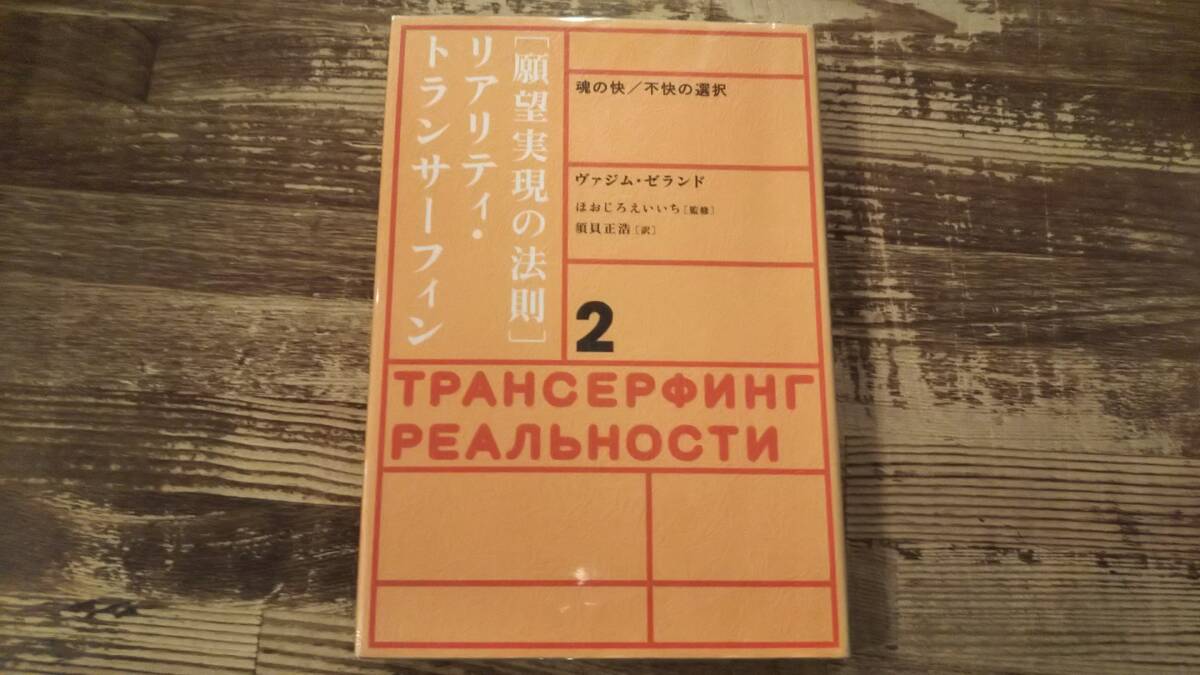 [願望実現の法則]
リアリティ・
トランサーフィン
魂の快/不快の選択
ヴァジム・ゼランド
ほおじろえいいち[監修]
須貝正浩[訳]
2
ТРАНСЕРФИНГ
РЕАЛЬНОСТИ